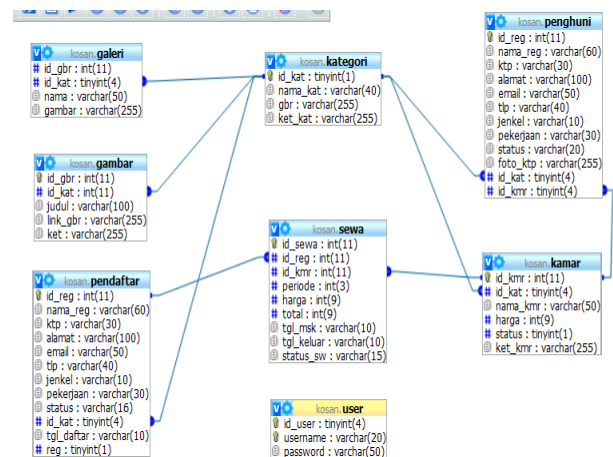 kosan.galeri
id_gbr : int(11)
id_kat : tinyint(4)
nama : varchar(50)
gambar : varchar(255)
kosan.gambar
id_gbr : int(11)
id_kat : int(11)
judul : varchar(100)
link_gbr : varchar(255)
ket : varchar(255)
kosan.pendaftar
id_reg : int(11)
nama_reg : varchar(60)
ktp : varchar(30)
alamat : varchar(100)
email : varchar(50)
tlp : varchar(40)
jenkel : varchar(10)
pekerjaan : varchar(30)
status : varchar(16)
id_kat : tinyint(4)
tgl_daftar : varchar(10)
reg : tinyint(1)
kosan.kategori
id_kat : tinyint(1)
nama_kat : varchar(40)
gbr : varchar(255)
ket_kat : varchar(255)
kosan.sewa
id_sewa : int(11)
id_reg : int(11)
id_kmr : int(11)
periode : int(3)
harga : int(9)
total : int(9)
tgl_msk : varchar(10)
tgl_keluar : varchar(10)
status_sw : varchar(15)
kosan.user
id_user : tinyint(4)
username : varchar(20)
password : varchar(50)
kosan.penghuni
id_reg : int(11)
nama_reg : varchar(60)
ktp : varchar(30)
alamat : varchar(100)
email : varchar(50)
tlp : varchar(40)
jenkel : varchar(10)
pekerjaan : varchar(30)
status : varchar(20)
foto_ktp : varchar(255)
id_kat : tinyint(4)
id_kmr : tinyint(4)
kosan.kamar
id_kmr : int(11)
id_kat : tinyint(4)
nama_kmr : varchar(50)
harga : int(9)
status : tinyint(1)
ket_kmr : varchar(255)